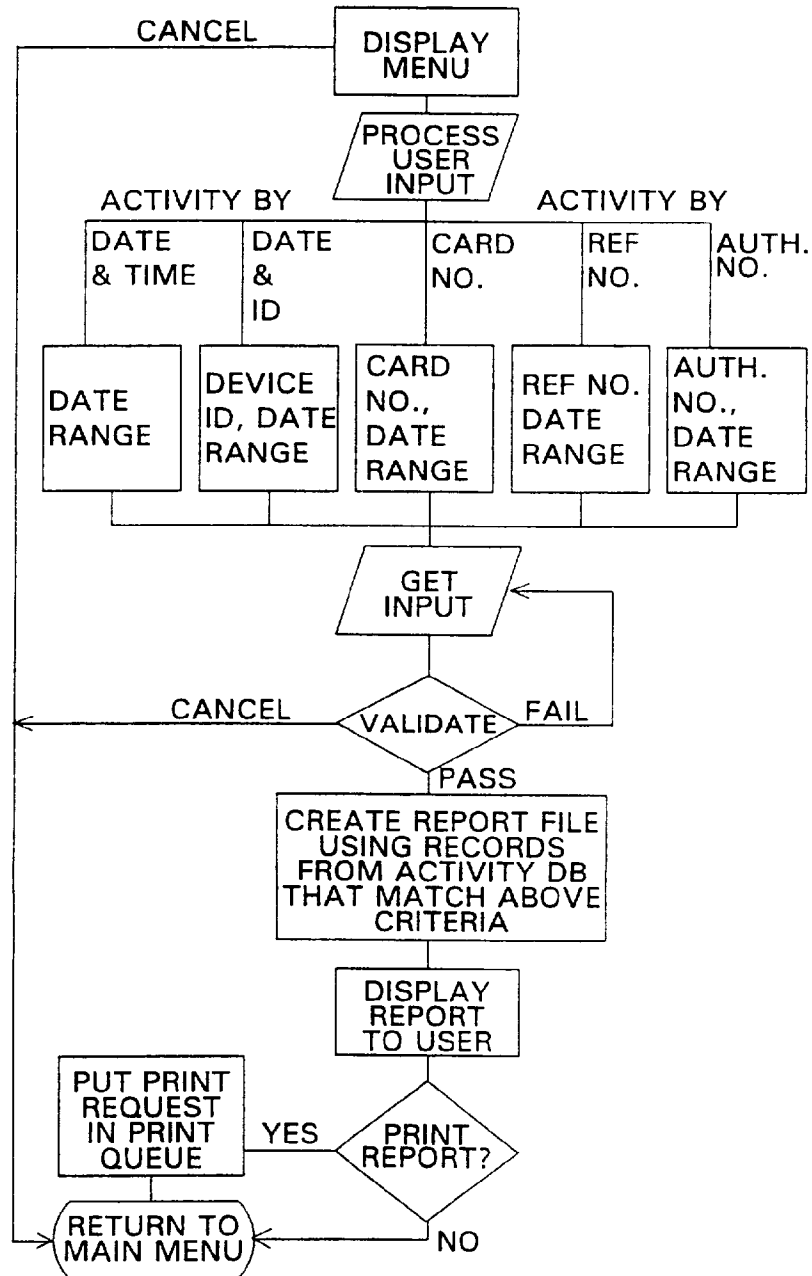 CANCEL
DISPLAY
MENU
PROCESS
USER
INPUT
ACTIVITY BY
ACTIVITY BY
DATE
& TIME
DATE
&
ID
CARD
NO.
REF
NO.
AUTH.
NO.
DATE
RANGE
DEVICE
ID, DATE
RANGE
CARD
NO.,
DATE
RANGE
REF NO.
DATE
RANGE
AUTH.
NO.,
DATE
RANGE
GET
INPUT
CANCEL
VALIDATE
FAIL
PASS
CREATE REPORT FILE
USING RECORDS
FROM ACTIVITY DB
THAT MATCH ABOVE
CRITERIA
DISPLAY
REPORT
TO USER
PUT PRINT
REQUEST
IN PRINT
QUEUE
YES
PRINT
REPORT?
RETURN TO
MAIN MENU
NO